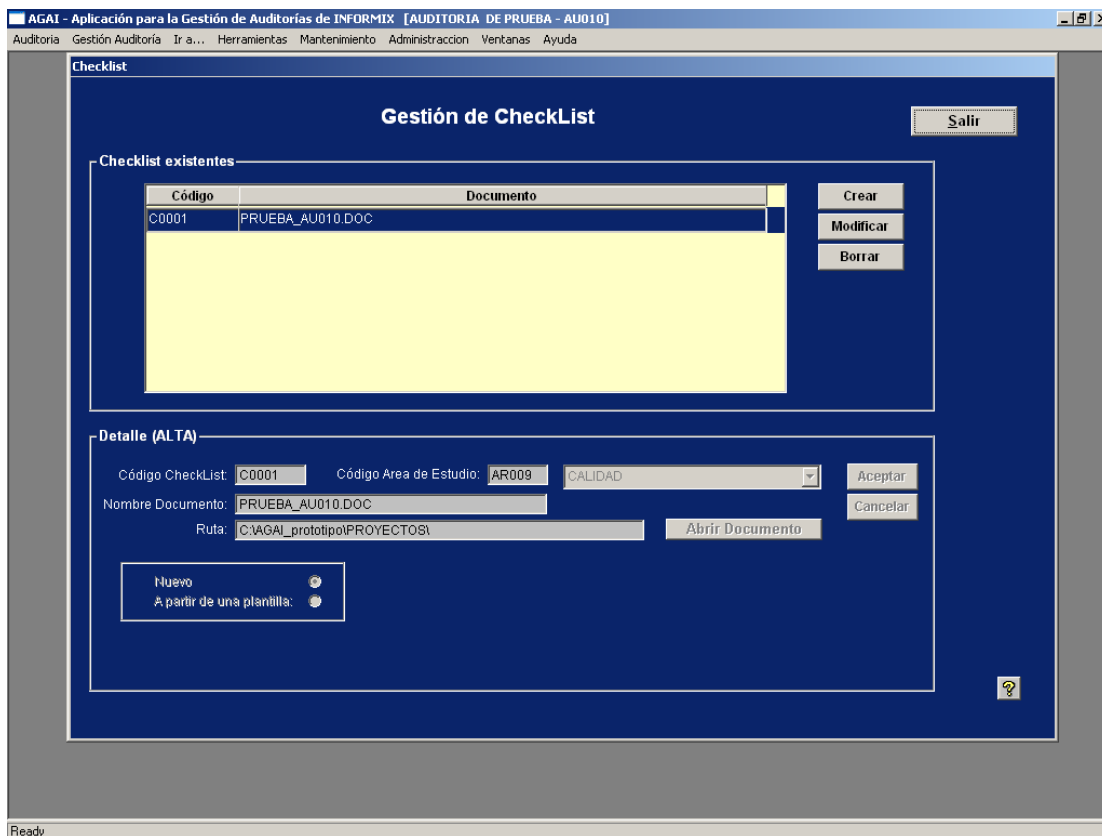 AGAI - Aplicación para la Gestión de Auditorías de INFORMIX [AUDITORIA DE PRUEBA - AU010]
Auditoria Gestión Auditoría Ir a... Herramientas Mantenimiento Administraccion Ventanas Ayuda
Checklist
Gestión de CheckList
Salir
Checklist existentes
Código Documento
Crear
C0001 PRUEBA_AU010.DOC
Modificar
Borrar
Detalle (ALTA)
Código CheckList: C0001 Código Area de Estudio: AR009 CALIDAD Aceptar
Nombre Documento: PRUEBA_AU010.DOC Cancelar
Ruta: C:\AGAI_prototipo\PROYECTOS\ Abrir Documento
Nuevo
A partir de una plantilla:
?
Ready